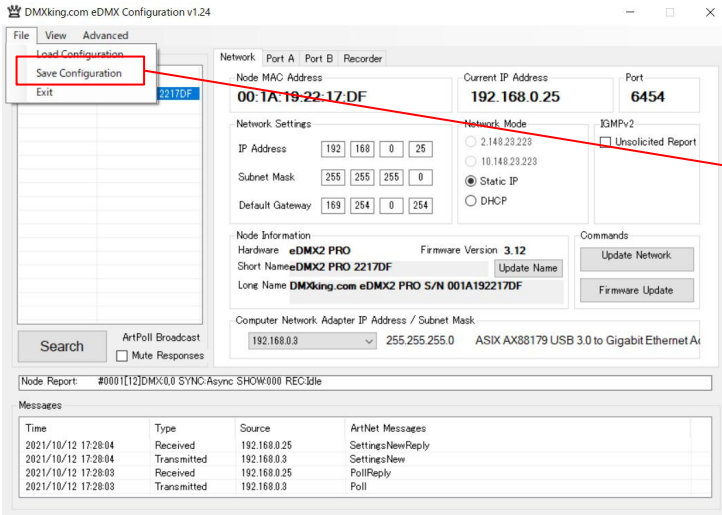 DMXking.com eDMX Configuration v1.24
File View Advanced
Load Configuration
Save Configuration
Exit
2217DF
Network Port A Port B Recorder
Node MAC Address
00:1A:19:22:17:DF
Current IP Address
192.168.0.25
Port
6454
Network Settings
IP Address 192 168 0 25
Subnet Mask 255 255 255 0
Default Gateway 169 254 0 254
Network Mode
2.148.23.223
10.148.23.223
Static IP
DHCP
IGMPv2
Unsolicited Report
Node Information
Hardware eDMX2 PRO Firmware Version 3.12
Short Name eDMX2 PRO 2217DF Update Name
Long Name DMXking.com eDMX2 PRO S/N 001A192217DF
Commands
Update Network
Firmware Update
Computer Network Adapter IP Address / Subnet Mask
192.168.0.3 255.255.255.0 ASIX AX88179 USB 3.0 to Gigabit Ethernet
Search
ArtPoll Broadcast
Mute Responses
Node Report: #0001[12]DMX:0,0 SYNC:Async SHOW:000 REC:Idle
Messages
Time Type Source ArtNet Messages
2021/10/12 17:28:04 Received 192.168.0.25 SettingsNewReply
2021/10/12 17:28:04 Transmitted 192.168.0.3 SettingsNew
2021/10/12 17:28:03 Received 192.168.0.25 PollReply
2021/10/12 17:28:03 Transmitted 192.168.0.3 Poll